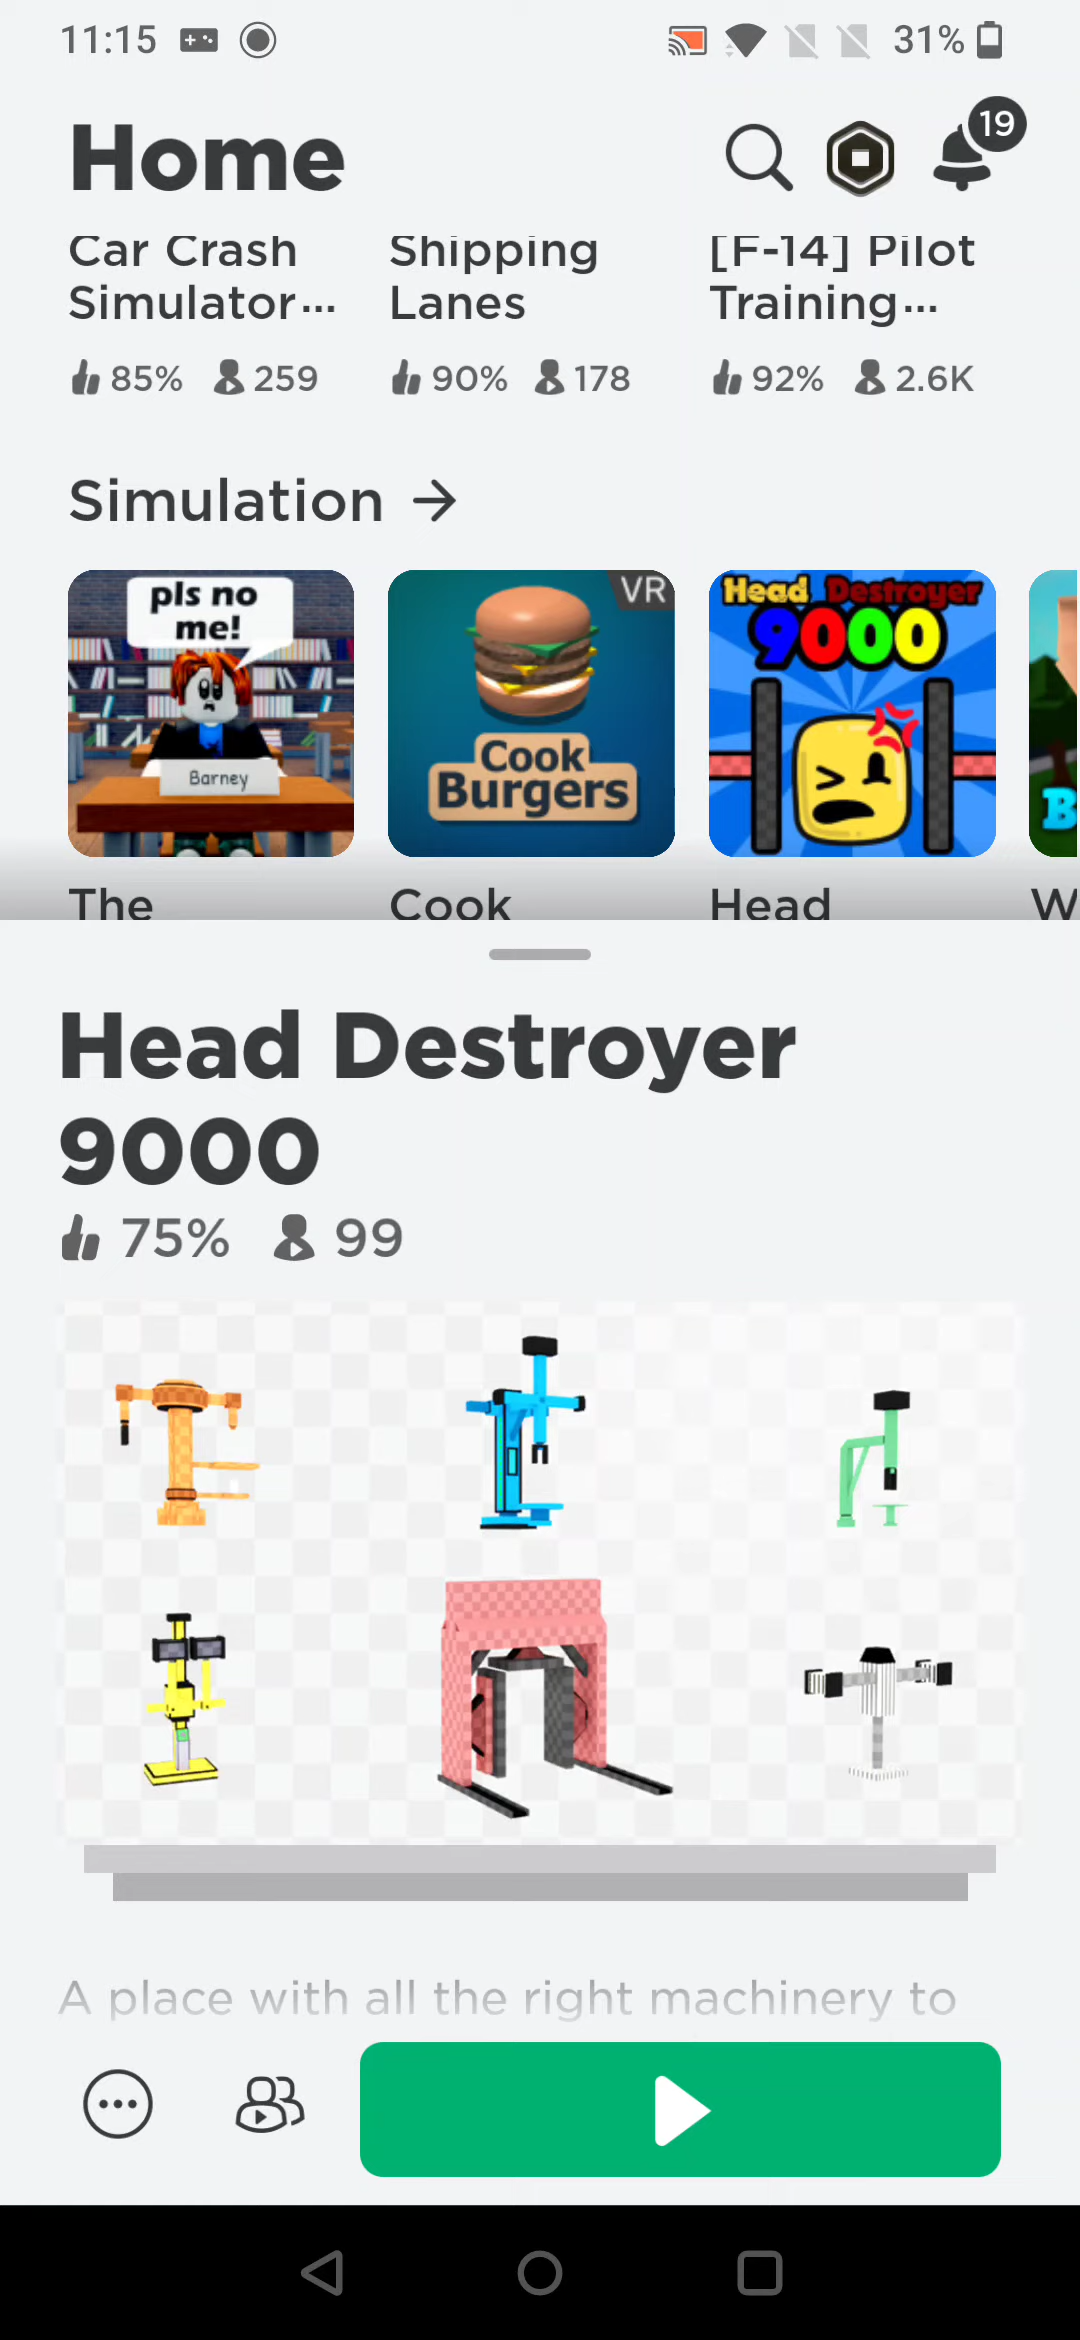 11:15
31%
Home
19
Car Crash
Simulator...
85% 259
Shipping
Lanes
90% 178
[F-14] Pilot
Training...
92% 2.6K
Simulation →
pls no
me!
Barney
The
VR
Cook
Burgers
Cook
Head Destroyer
9000
Head
B
W
Head Destroyer
9000
75% 99
A place with all the right machinery to